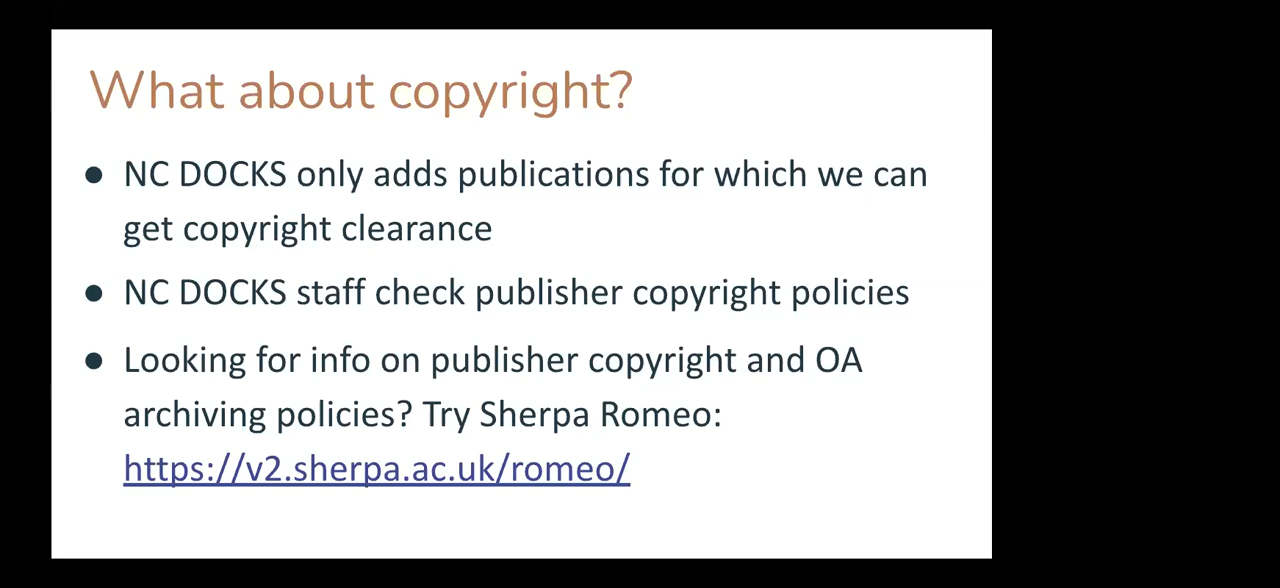 What about copyright?
● NC DOCKS only adds publications for which we can
get copyright clearance
● NC DOCKS staff check publisher copyright policies
● Looking for info on publisher copyright and OA
archiving policies? Try Sherpa Romeo:
https://v2.sherpa.ac.uk/romeo/